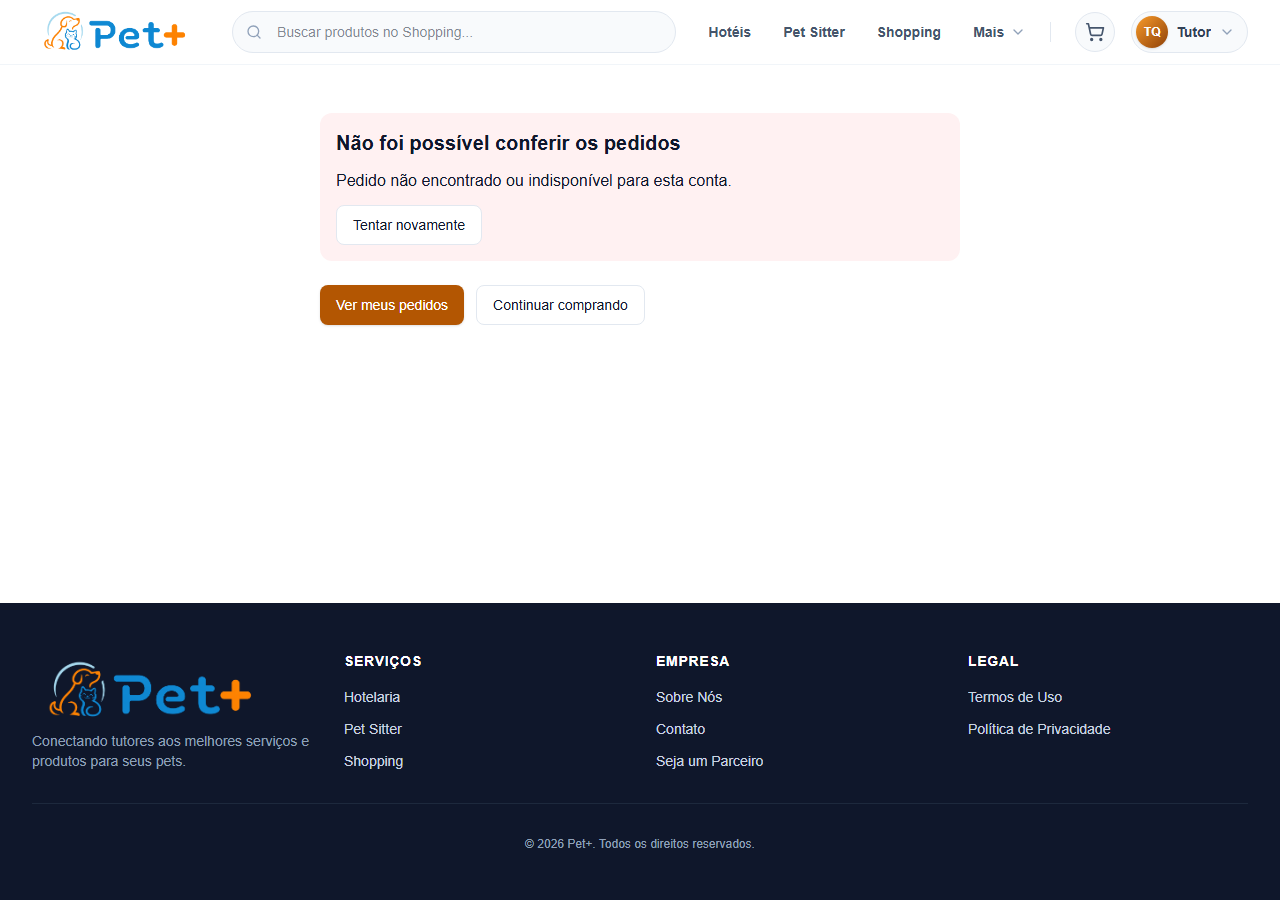 Pet+
Buscar produtos no Shopping...
Hotéis
Pet Sitter
Shopping
Mais
TQ
Tutor
Não foi possível conferir os pedidos
Pedido não encontrado ou indisponível para esta conta.
Tentar novamente
Ver meus pedidos
Continuar comprando
Pet+
Conectando tutores aos melhores serviços e
produtos para seus pets.
SERVIÇOS
Hotelaria
Pet Sitter
Shopping
EMPRESA
Sobre Nós
Contato
Seja um Parceiro
LEGAL
Termos de Uso
Política de Privacidade
© 2026 Pet+. Todos os direitos reservados.